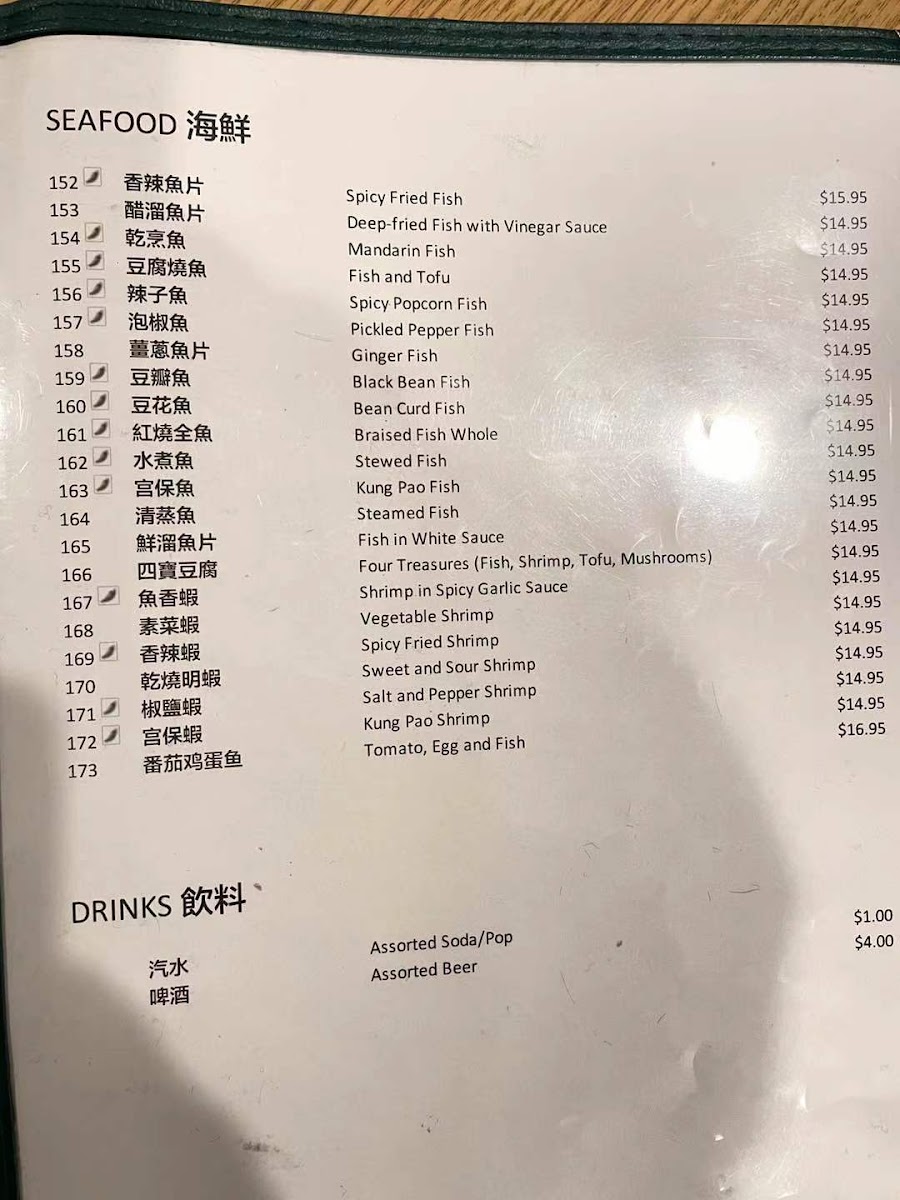 SEAFOOD 海鮮
152 香辣魚片 Spicy Fried Fish $15.95
153 醋溜魚片 Deep-fried Fish with Vinegar Sauce $14.95
154 乾烹魚 Mandarin Fish $14.95
155 豆腐燒魚 Fish and Tofu $14.95
156 辣子魚 Spicy Popcorn Fish $14.95
157 泡椒魚 Pickled Pepper Fish $14.95
158 薑蔥魚片 Ginger Fish $14.95
159 豆瓣魚 Black Bean Fish $14.95
160 豆花魚 Bean Curd Fish $14.95
161 紅燒全魚 Braised Fish Whole $14.95
162 水煮魚 Stewed Fish $14.95
163 宫保魚 Kung Pao Fish $14.95
164 清蒸魚 Steamed Fish $14.95
165 鮮溜魚片 Fish in White Sauce $14.95
166 四寶豆腐 Four Treasures (Fish, Shrimp, Tofu, Mushrooms) $14.95
167 魚香蝦 Shrimp in Spicy Garlic Sauce $14.95
168 素菜蝦 Vegetable Shrimp $14.95
169 香辣蝦 Spicy Fried Shrimp $14.95
170 乾燒明蝦 Sweet and Sour Shrimp $14.95
171 椒鹽蝦 Salt and Pepper Shrimp $14.95
172 宫保蝦 Kung Pao Shrimp $14.95
173 番茄鸡蛋鱼 Tomato, Egg and Fish $16.95
DRINKS 飲料
汽水 Assorted Soda/Pop $1.00
啤酒 Assorted Beer $4.00